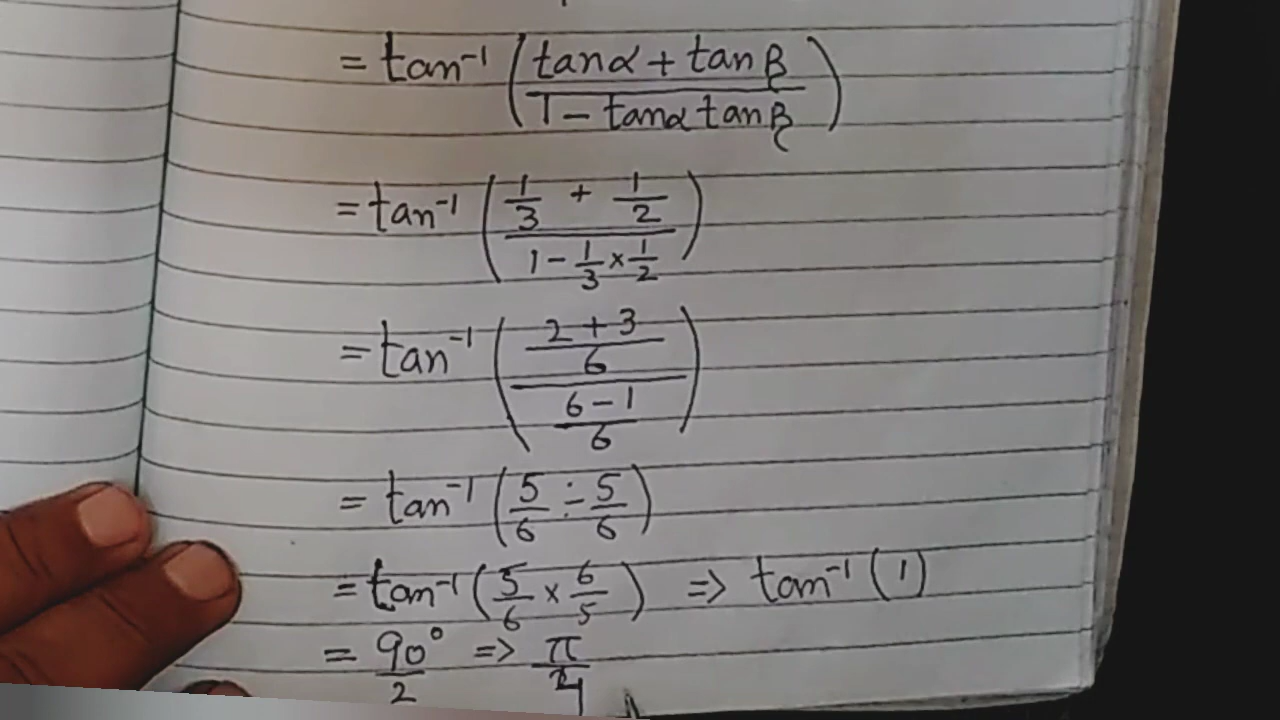 = tan⁻¹ ( (tanα + tanβ) / (1 - tanα tanβ) )
= tan⁻¹ ( (1/3 + 1/2) / (1 - 1/3 × 1/2) )
= tan⁻¹ ( ((2 + 3)/6) / ((6 - 1)/6) )
= tan⁻¹ ( 5/6 ÷ 5/6 )
= tan⁻¹ ( 5/6 × 6/5 ) => tan⁻¹ ( 1 )
= 90°/2 => π/4